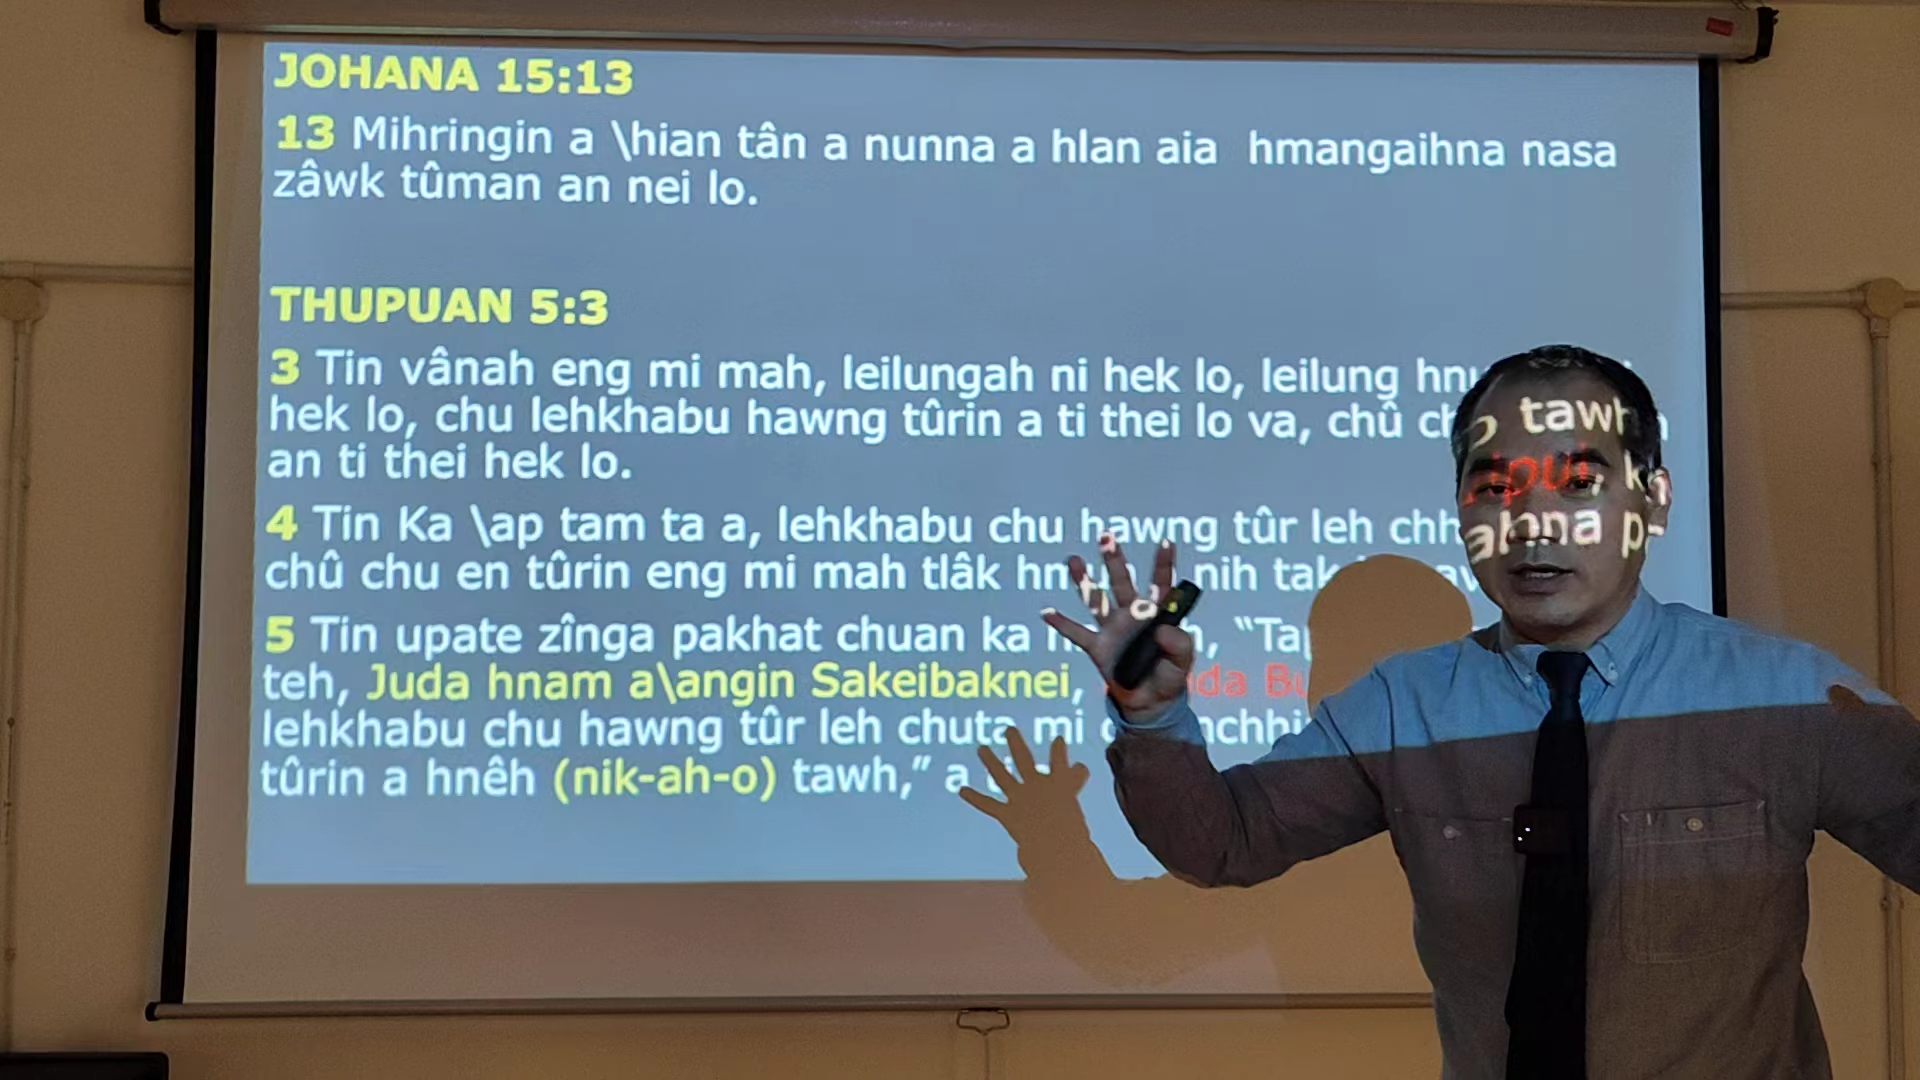 JOHANA 15:13
13 Mihringin a \hian tân a nunna a hlan aia hmangaihna nasa
zâwk tûman an nei lo.
THUPUAN 5:3
3 Tin vânah eng mi mah, leilungah ni hek lo, leilung
hek lo, chu lehkhabu hawng tûrin a ti thei lo va, chû
an ti thei hek lo.
4 Tin Ka \ap tam ta a, lehkhabu chu hawng tûr leh
chû chu en tûrin eng mi mah tlâk nih
5 Tin upate zînga pakhat chuan ka
teh, Juda hnam a\angin Sakeibaknei,
lehkhabu chu hawng tûr leh chuta mi
tûrin a hnêh (nik-ah-o) tawh,” a
tawh